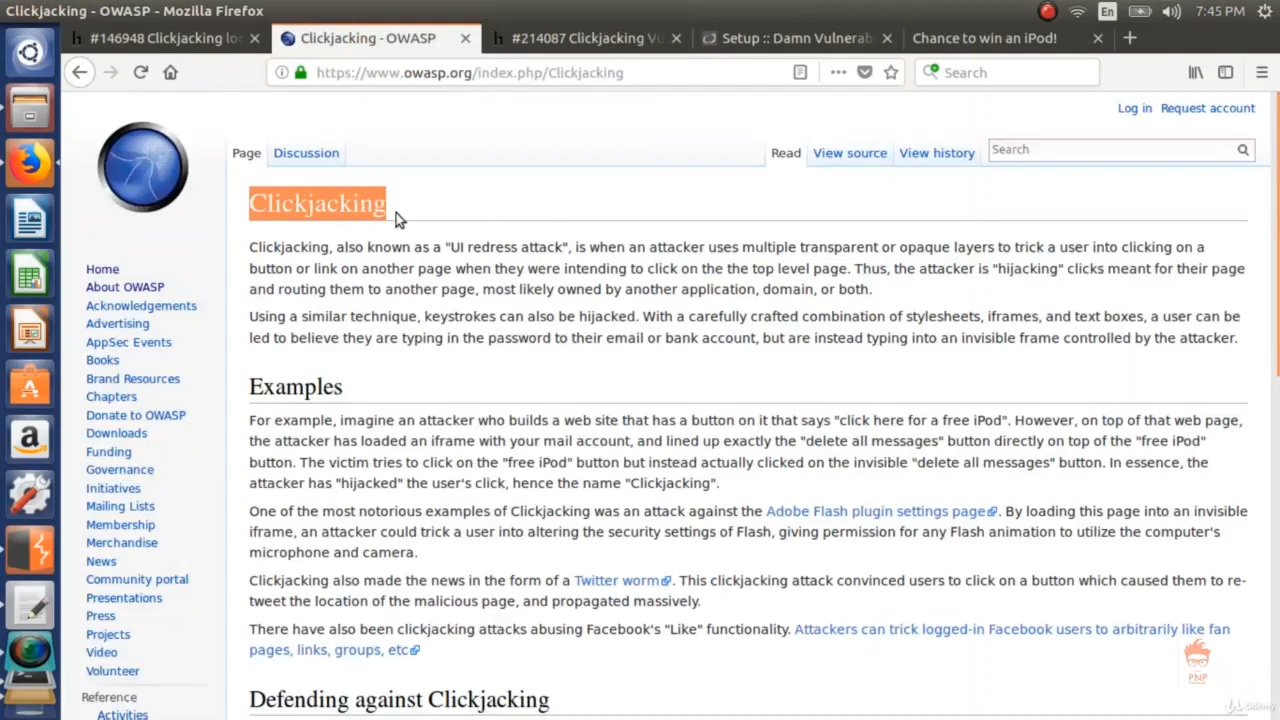 Clickjacking - OWASP - Mozilla Firefox
En
7:45 PM
#146948 Clickjacking lo
Clickjacking - OWASP
#214087 Clickjacking Vu
Setup :: Damn Vulnerab
Chance to win an iPod!
https://www.owasp.org/index.php/Clickjacking
Search
Log in Request account
Page Discussion
Read View source View history
Search
Clickjacking
Clickjacking, also known as a "UI redress attack", is when an attacker uses multiple transparent or opaque layers to trick a user into clicking on a
button or link on another page when they were intending to click on the the top level page. Thus, the attacker is "hijacking" clicks meant for their page
and routing them to another page, most likely owned by another application, domain, or both.
Using a similar technique, keystrokes can also be hijacked. With a carefully crafted combination of stylesheets, iframes, and text boxes, a user can be
led to believe they are typing in the password to their email or bank account, but are instead typing into an invisible frame controlled by the attacker.
Examples
For example, imagine an attacker who builds a web site that has a button on it that says "click here for a free iPod". However, on top of that web page,
the attacker has loaded an iframe with your mail account, and lined up exactly the "delete all messages" button directly on top of the "free iPod"
button. The victim tries to click on the "free iPod" button but instead actually clicked on the invisible "delete all messages" button. In essence, the
attacker has "hijacked" the user's click, hence the name "Clickjacking".
One of the most notorious examples of Clickjacking was an attack against the Adobe Flash plugin settings page. By loading this page into an invisible
iframe, an attacker could trick a user into altering the security settings of Flash, giving permission for any Flash animation to utilize the computer's
microphone and camera.
Clickjacking also made the news in the form of a Twitter worm. This clickjacking attack convinced users to click on a button which caused them to re-
tweet the location of the malicious page, and propagated massively.
There have also been clickjacking attacks abusing Facebook's "Like" functionality. Attackers can trick logged-in Facebook users to arbitrarily like fan
pages, links, groups, etc
Defending against Clickjacking
Home
About OWASP
Acknowledgements
Advertising
AppSec Events
Books
Brand Resources
Chapters
Donate to OWASP
Downloads
Funding
Governance
Initiatives
Mailing Lists
Membership
Merchandise
News
Community portal
Presentations
Press
Projects
Video
Volunteer
Reference
Activities
PNP
Udemy